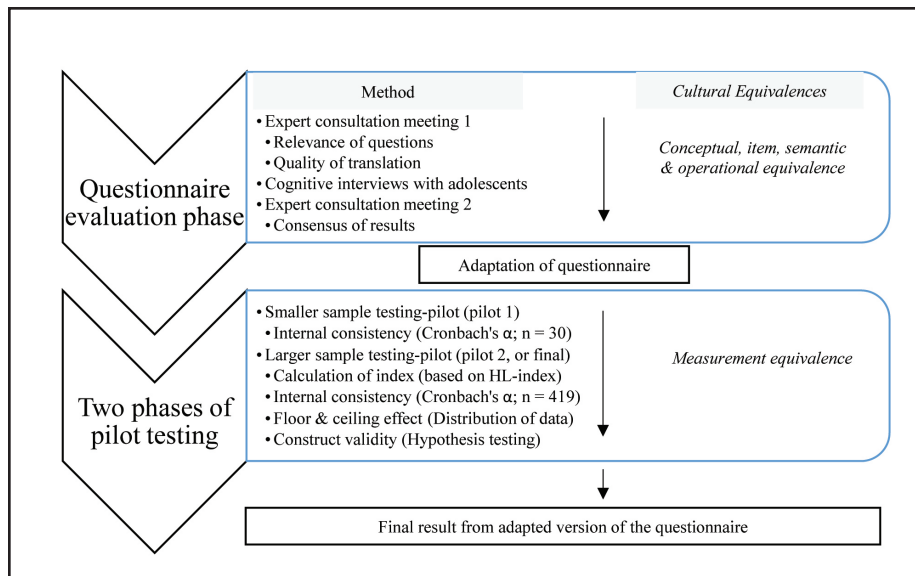 Method
Cultural Equivalences
• Expert consultation meeting 1
• Relevance of questions
• Quality of translation
• Cognitive interviews with adolescents
• Expert consultation meeting 2
• Consensus of results
Conceptual, item, semantic
& operational equivalence
Questionnaire
evaluation phase
Adaptation of questionnaire
• Smaller sample testing-pilot (pilot 1)
• Internal consistency (Cronbach's α; n = 30)
• Larger sample testing-pilot (pilot 2, or final)
• Calculation of index (based on HL-index)
• Internal consistency (Cronbach's α; n = 419)
• Floor & ceiling effect (Distribution of data)
• Construct validity (Hypothesis testing)
Measurement equivalence
Two phases of
pilot testing
Final result from adapted version of the questionnaire